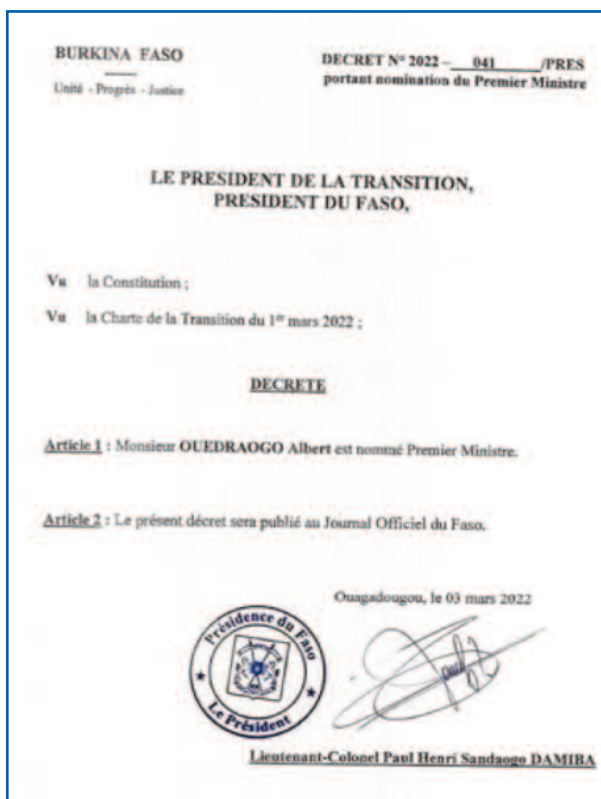 BURKINA FASO
Unité - Progrès - Justice
DECRET N° 2022 – 041 /PRES
portant nomination du Premier Ministre
LE PRESIDENT DE LA TRANSITION,
PRESIDENT DU FASO,
Vu la Constitution ;
Vu la Charte de la Transition du 1er mars 2022 ;
DECRETE
Article 1 : Monsieur OUEDRAOGO Albert est nommé Premier Ministre.
Article 2 : Le présent décret sera publié au Journal Officiel du Faso.
Ouagadougou, le 03 mars 2022
Présidence du Faso
Le Président
Lieutenant-Colonel Paul Henri Sandaogo DAMIBA